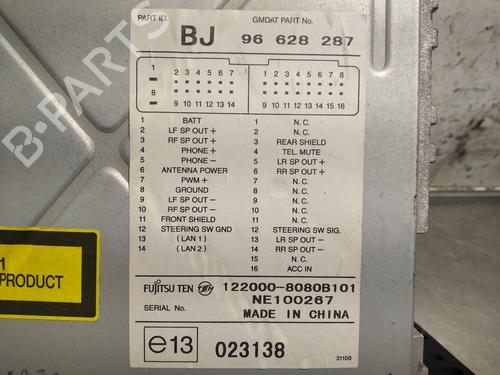 PART ID. GMDAT PART No.
BJ 96 628 287
1 2 3 4 5 6 7 1 2 3 4 5 6 7 8
8 9 10 11 12 13 14 9 10 11 12 13 14 15 16
1 BATT 1 N.C.
2 LF SP OUT+ 2 N.C.
3 RF SP OUT+ 3 REAR SHIELD
4 PHONE+ 4 TEL MUTE
5 PHONE- 5 LR SP OUT+
6 ANTENNA POWER 6 RR SP OUT+
7 PWM+ 7 N.C.
8 GROUND 8 N.C.
9 LF SP OUT- 9 N.C.
10 RF SP OUT- 10 N.C.
11 FRONT SHIELD 11 N.C.
12 STEERING SW GND 12 STEERING SW SIG.
13 (LAN1) 13 LR SP OUT-
14 (LAN2) 14 RR SP OUT-
15 N.C.
16 ACC IN
1
PRODUCT
FUJITSU TEN 122000-8080B101
SERIAL No. NE100267
MADE IN CHINA
e13 023138
31100
B-PARTS